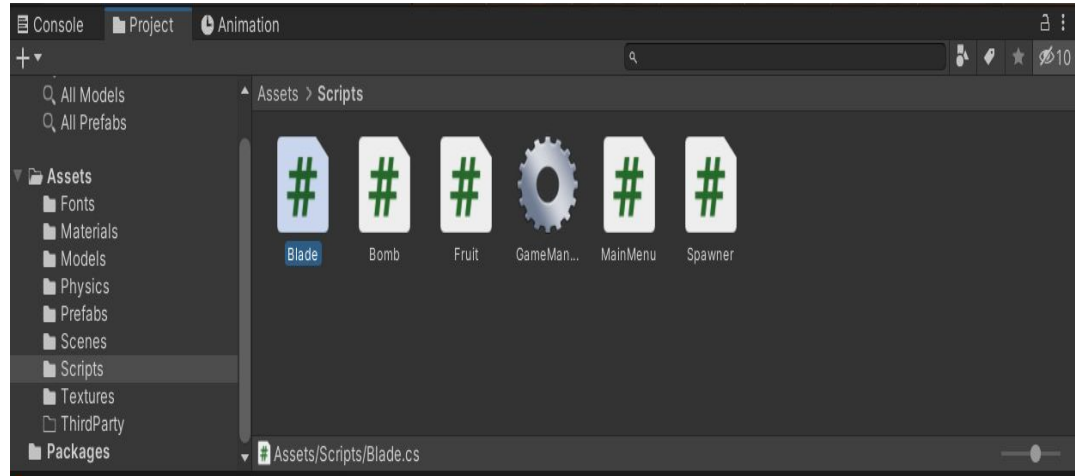 Console Project Animation
10
All Models
All Prefabs
Assets
Fonts
Materials
Models
Physics
Prefabs
Scenes
Scripts
Textures
ThirdParty
Packages
Assets > Scripts
Blade Bomb Fruit GameMan... MainMenu Spawner
Assets/Scripts/Blade.cs